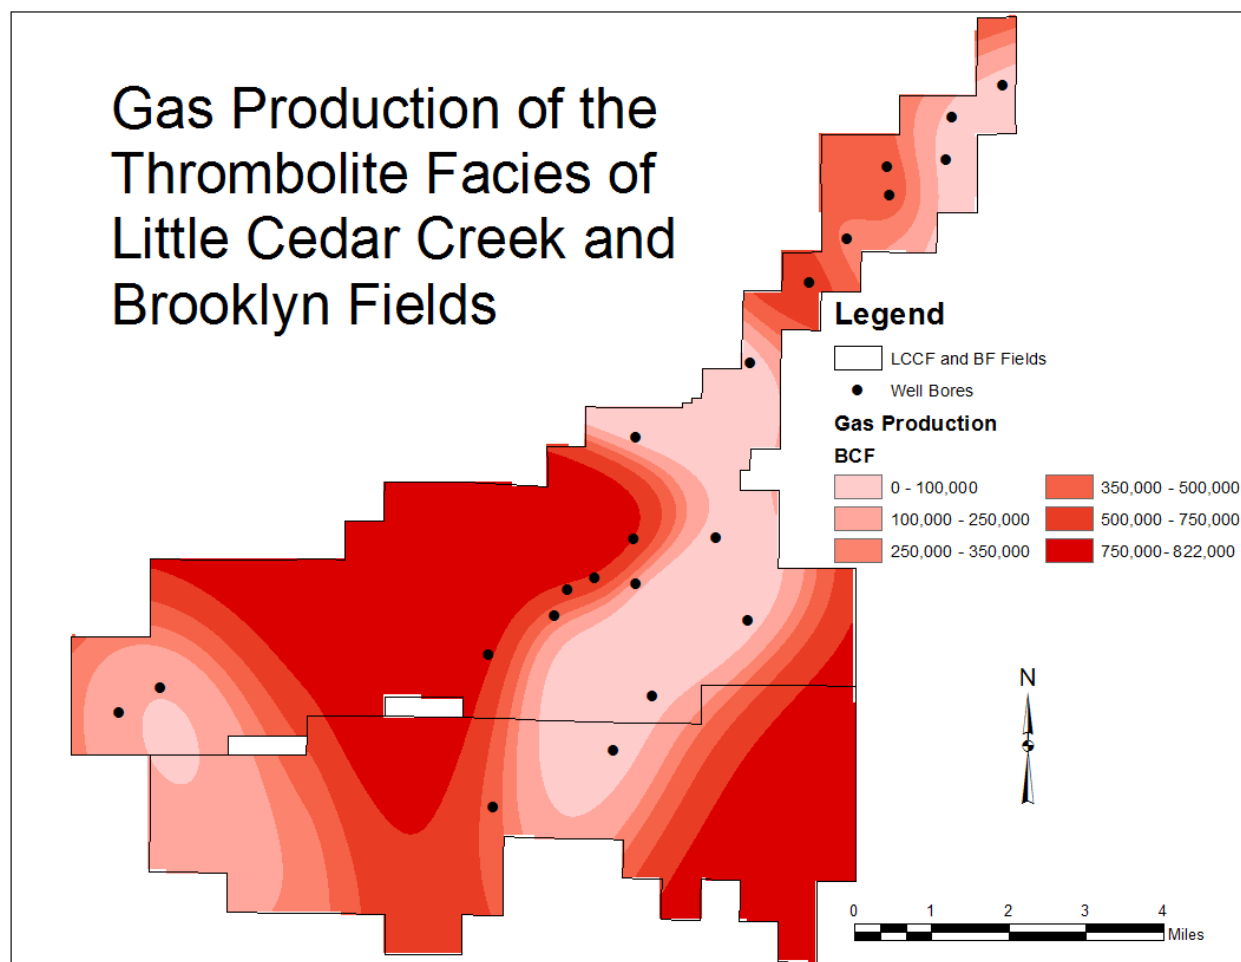 Gas Production of the
Thrombolite Facies of
Little Cedar Creek and
Brooklyn Fields
Legend
LCCF and BF Fields
Well Bores
Gas Production
BCF
0 - 100,000
350,000 - 500,000
100,000 - 250,000
500,000 - 750,000
250,000 - 350,000
750,000 - 822,000
N
0 1 2 3 4
Miles